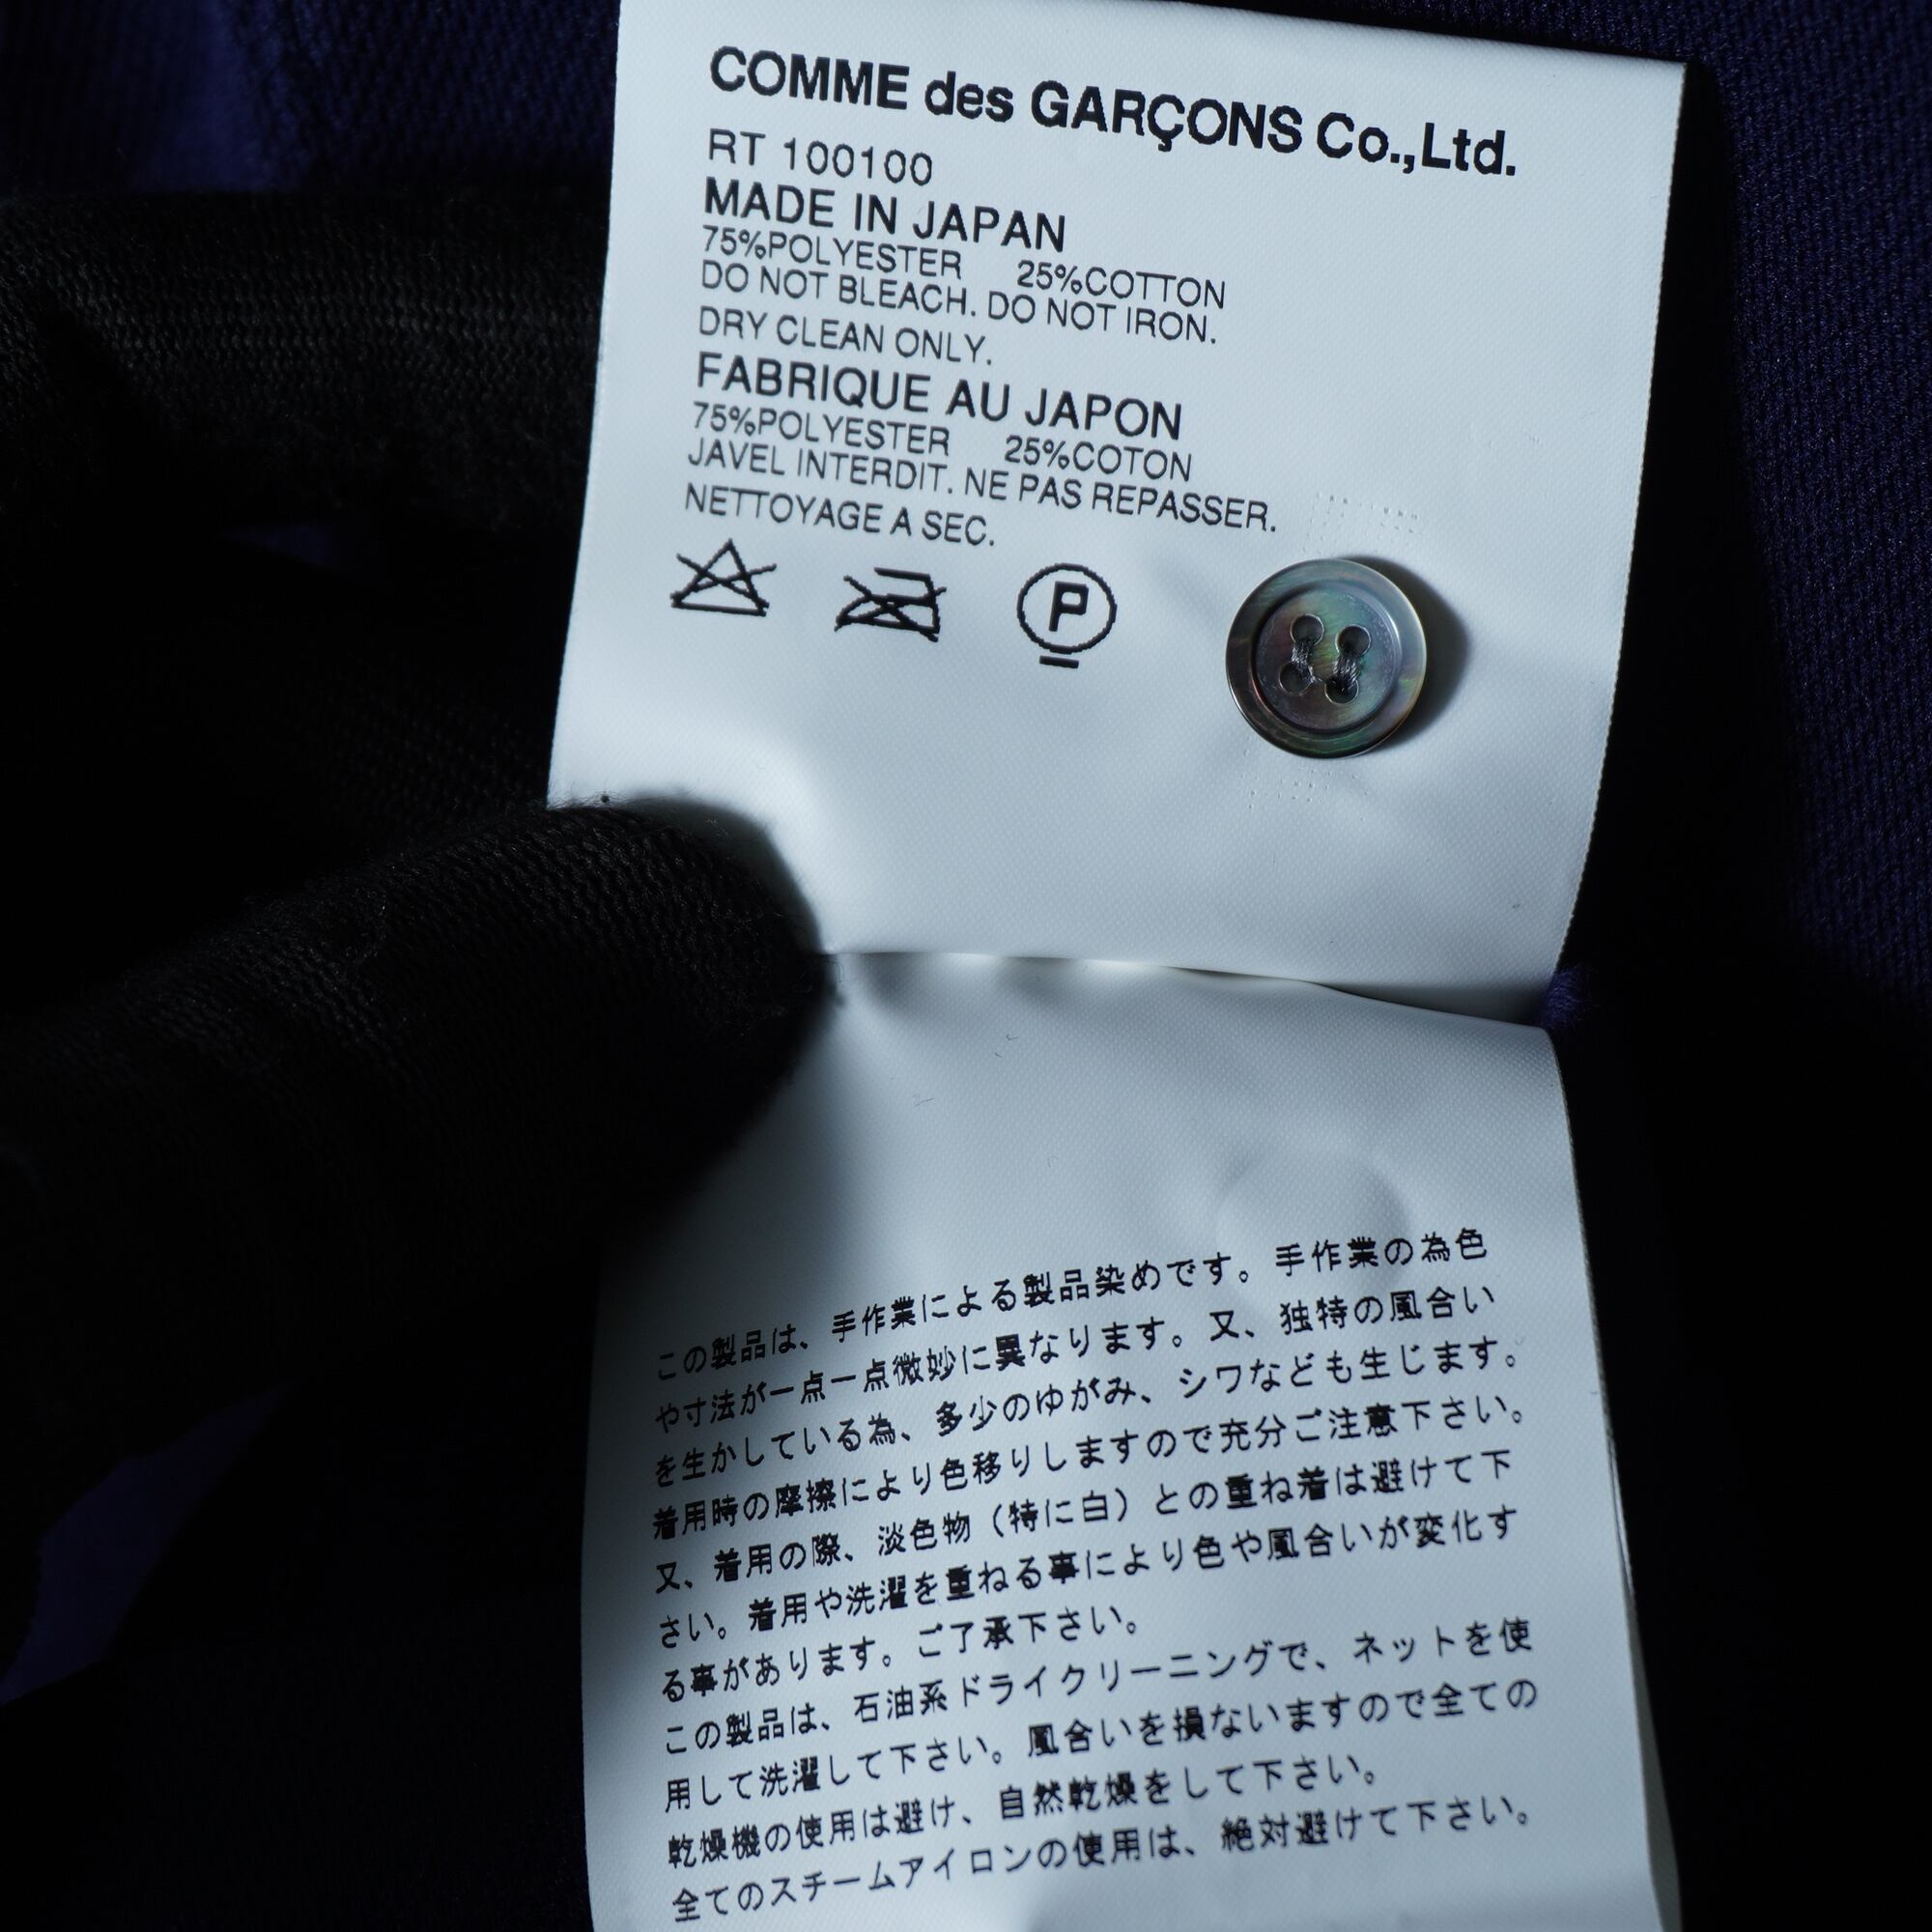 COMME des GARÇONS Co.,Ltd.
RT 100100
MADE IN JAPAN
75%POLYESTER 25%COTTON
DO NOT BLEACH. DO NOT IRON.
DRY CLEAN ONLY.
FABRIQUE AU JAPON
75%POLYESTER 25%COTON
JAVEL INTERDIT. NE PAS REPASSER.
NETTOYAGE A SEC.
P
この製品は、手作業による製品染めです。手作業の為色
や寸法が一点一点微妙に異なります。又、独特の風合い
を生かしている為、多少のゆがみ、シワなども生じます。
着用時の摩擦により色移りしますので充分ご注意下さい。
又、着用の際、淡色物（特に白）との重ね着は避けて下
さい。着用や洗濯を重ねる事により色や風合いが変化す
る事があります。ご了承下さい。
この製品は、石油系ドライクリーニングで、ネットを使
用して洗濯して下さい。風合いを損ないますので全ての
乾燥機の使用は避け、自然乾燥をして下さい。
全てのスチームアイロンの使用は、絶対避けて下さい。